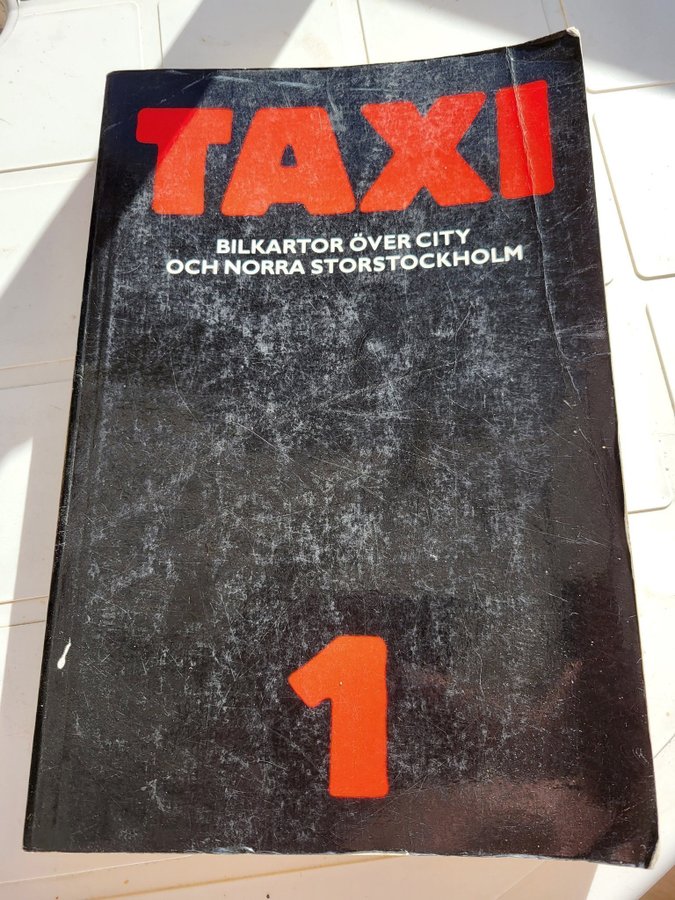 TAXI
BILKARTOR ÖVER CITY
OCH NORRA STORSTOCKHOLM
1